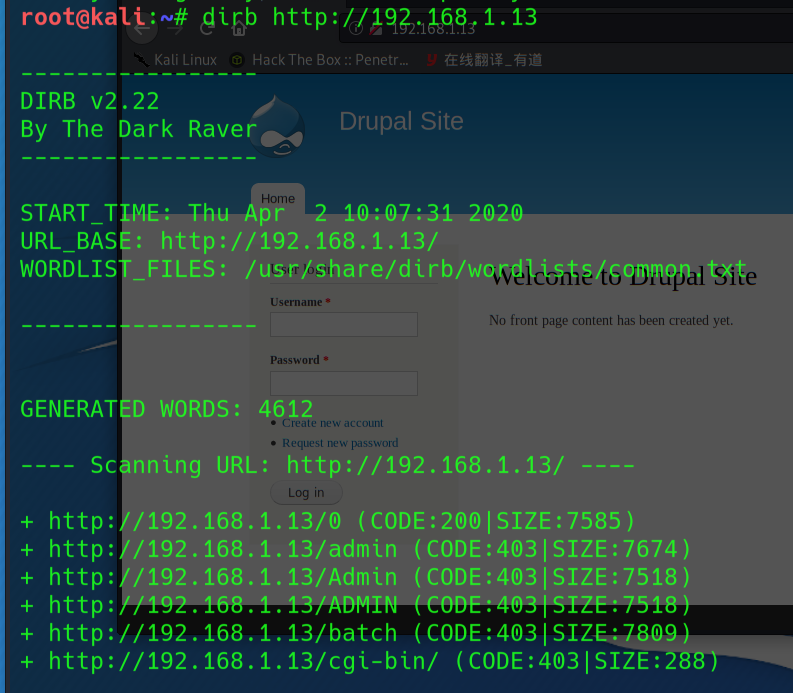 root@kali:~# dirb http://192.168.1.13
192.168.1.13
Kali Linux Hack The Box :: Penetr... 在线翻译_有道
-----------------
DIRB v2.22
By The Dark Raver
-----------------
Drupal Site
Home
START_TIME: Thu Apr  2 10:07:31 2020
URL_BASE: http://192.168.1.13/
WORDLIST_FILES: /usr/share/dirb/wordlists/common.txt
Welcome to Drupal Site
Username *
No front page content has been created yet.
-----------------
Password *
GENERATED WORDS: 4612
Create new account
Request new password
---- Scanning URL: http://192.168.1.13/ ----
Log in
+ http://192.168.1.13/0 (CODE:200|SIZE:7585)
+ http://192.168.1.13/admin (CODE:403|SIZE:7674)
+ http://192.168.1.13/Admin (CODE:403|SIZE:7518)
+ http://192.168.1.13/ADMIN (CODE:403|SIZE:7518)
+ http://192.168.1.13/batch (CODE:403|SIZE:7809)
+ http://192.168.1.13/cgi-bin/ (CODE:403|SIZE:288)